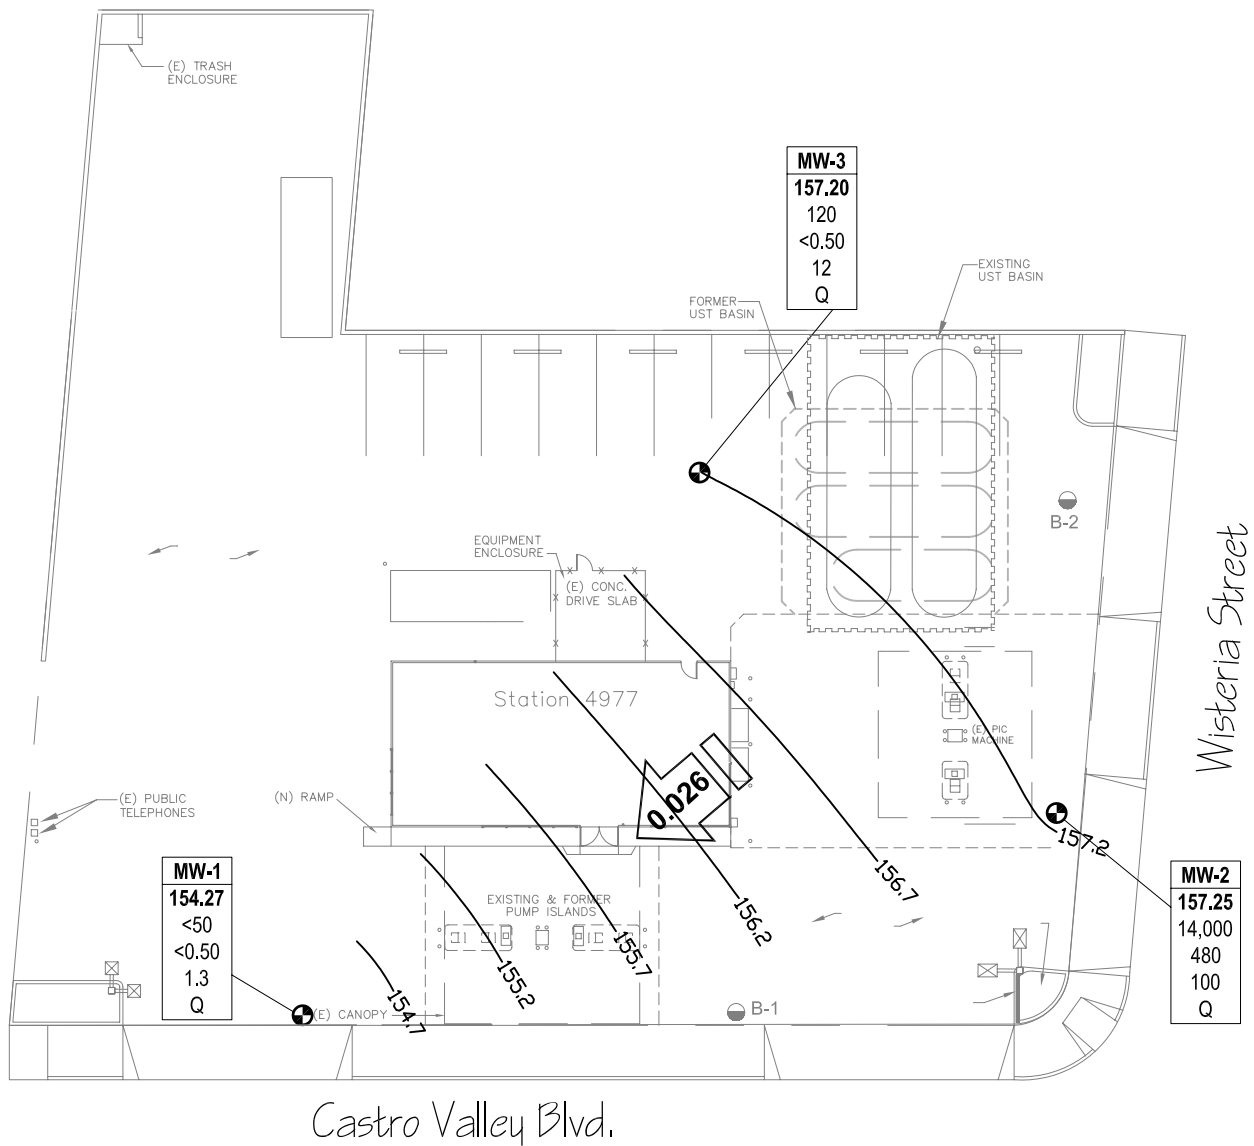 (E) TRASH
ENCLOSURE
MW-3
157.20
120
<0.50
12
Q
EXISTING
UST BASIN
FORMER
UST BASIN
B-2
EQUIPMENT
ENCLOSURE
(E) CONC.
DRIVE SLAB
Wisteria Street
Station 4977
(E) PIC
MACHINE
0.026
(E) PUBLIC
TELEPHONES
(N) RAMP
157.2
156.7
156.2
155.7
155.2
154.7
MW-1
154.27
<50
<0.50
1.3
Q
EXISTING & FORMER
PUMP ISLANDS
MW-2
157.25
14,000
480
100
Q
(E) CANOPY
B-1
Castro Valley Blvd.